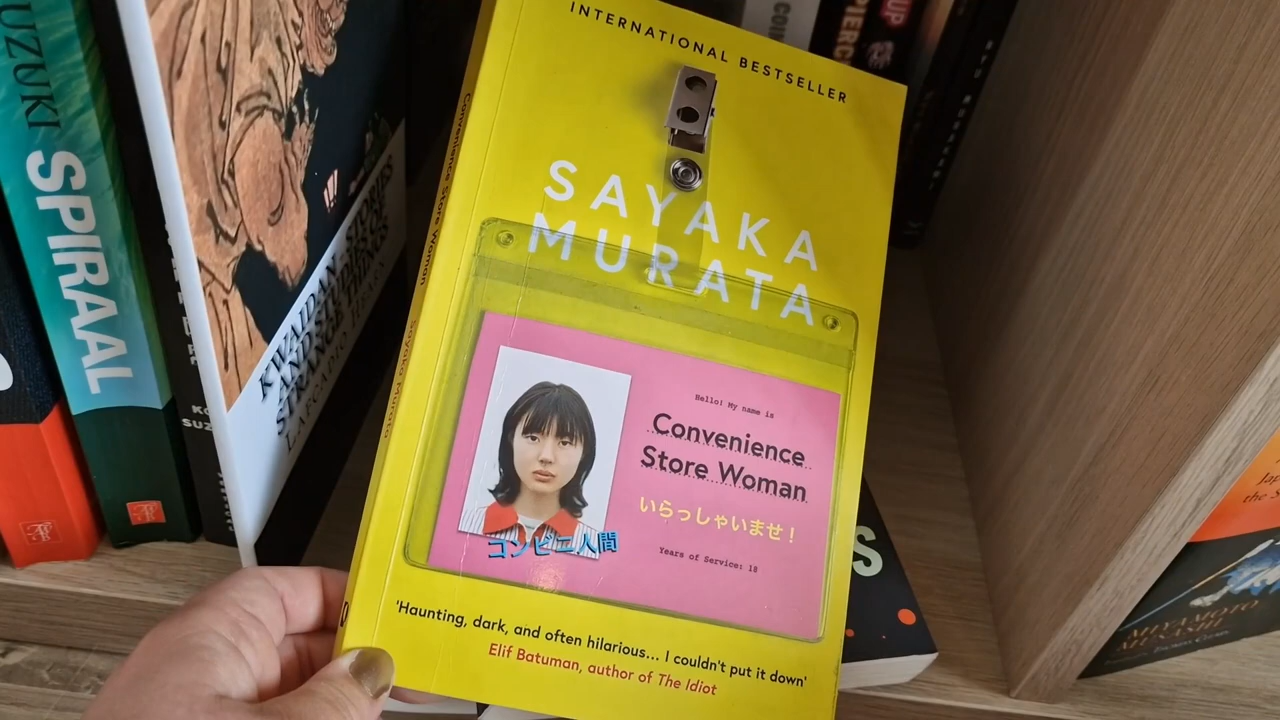 INTERNATIONAL BESTSELLER
SAYAKA
MURATA
Hello! My name is
Convenience
Store Woman
いらっしゃいませ！
コンビニ人間
Years of Service: 18
'Haunting, dark, and often hilarious... I couldn't put it down'
Elif Batuman, author of The Idiot
Convenience Store Woman
Sayaka Murata
UZUKI SPIRAAL
KWAIDAN
AND STORIES
STRANGE THINGS
LAFCADIO HEARN
MIYAMOTO
MUSASHI